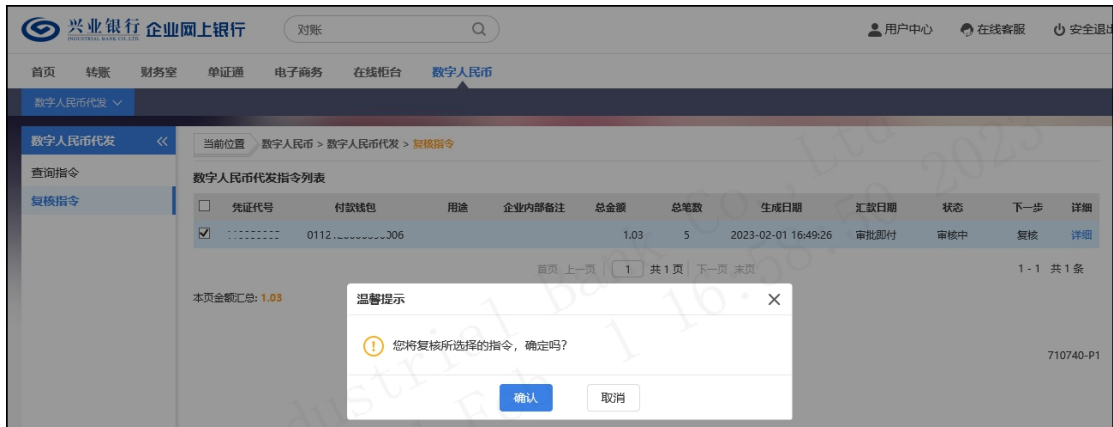 兴业银行 企业网上银行 对账 用户中心 在线客服 安全退出
INDUSTRIAL BANK CO.,LTD.
首页 转账 财务室 单证通 电子商务 在线柜台 数字人民币
数字人民币代发
数字人民币代发 当前位置 数字人民币 > 数字人民币代发 > 复核指令
查询指令
复核指令
数字人民币代发指令列表
凭证代号 付款钱包 用途 企业内部备注 总金额 总笔数 生成日期 汇款日期 状态 下一步 详细
0112 006 1.03 5 2023-02-01 16:49:26 审批即付 审核中 复核 详细
首页 上一页 1 共1页 下一页 末页 1 - 1 共1条
本页金额汇总: 1.03
温馨提示
您将复核所选择的指令，确定吗?
确认 取消
710740-P1